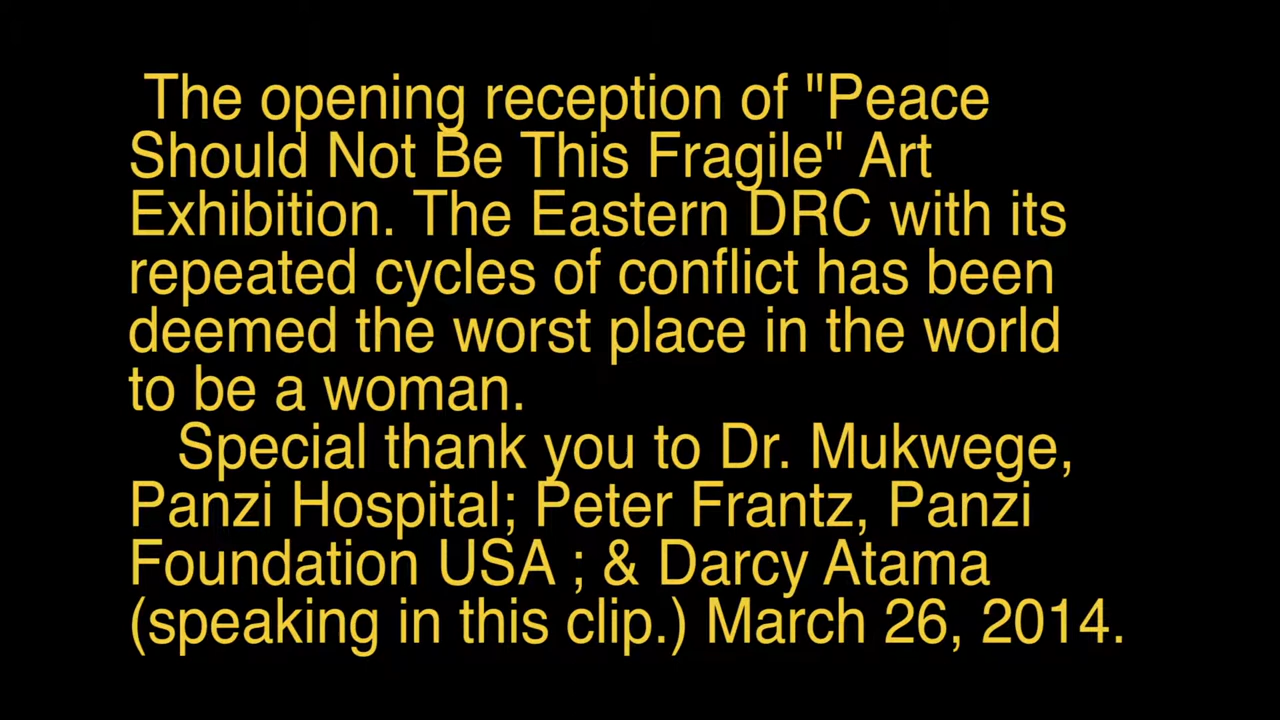 The opening reception of "Peace
Should Not Be This Fragile" Art
Exhibition. The Eastern DRC with its
repeated cycles of conflict has been
deemed the worst place in the world
to be a woman.
Special thank you to Dr. Mukwege,
Panzi Hospital; Peter Frantz, Panzi
Foundation USA ; & Darcy Atama
(speaking in this clip.) March 26, 2014.